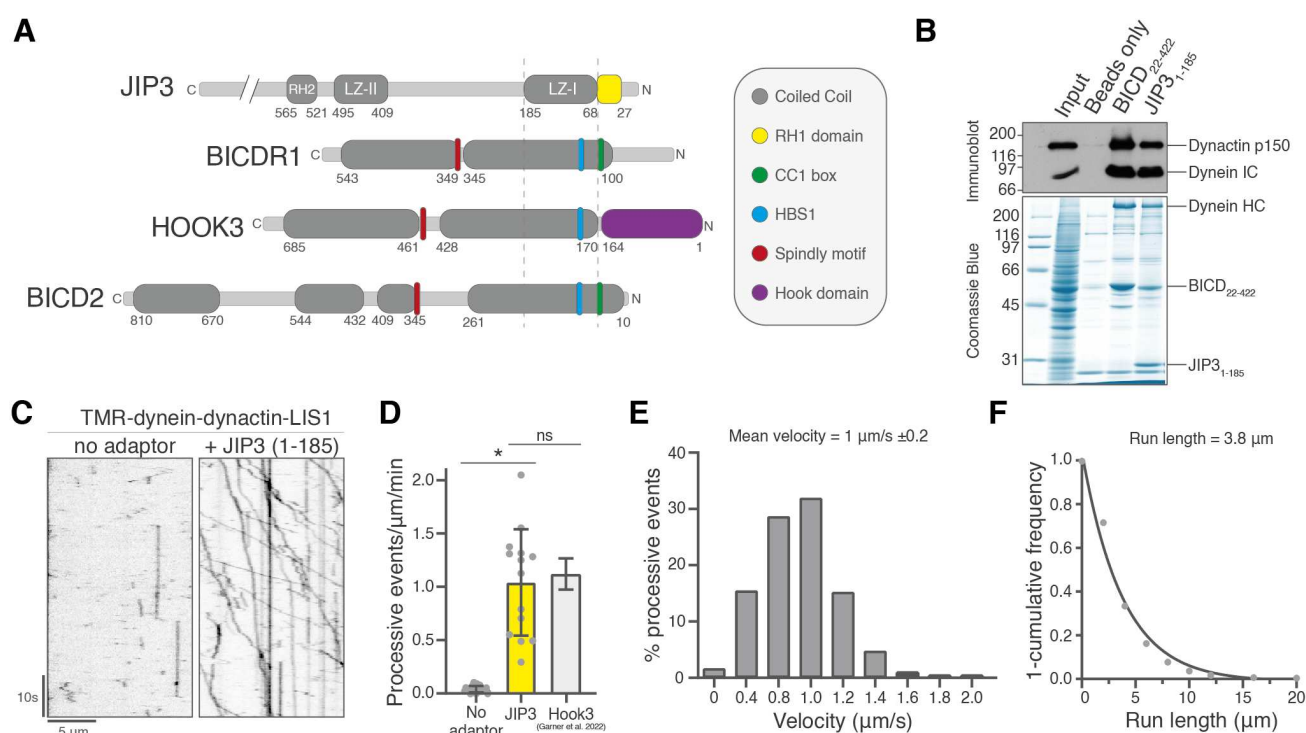 A
JIP3
C
RH2
LZ-II
LZ-I
N
565 521 495 409 185 68 27
BICDR1
C
N
543 349 345 100
HOOK3
C
N
685 461 428 170 164 1
BICD2
C
N
810 670 544 432 409 345 261 10
Coiled Coil
RH1 domain
CC1 box
HBS1
Spindly motif
Hook domain
B
Input
Beads only
BICD22-422
JIP31-185
Immunoblot
200
116
97
66
Dynactin p150
Dynein IC
Coomassie Blue
200
116
97
66
45
31
Dynein HC
BICD22-422
JIP31-185
C
TMR-dynein-dynactin-LIS1
no adaptor
+ JIP3 (1-185)
10s
5 μm
D
Processive events/μm/min
ns
*
2.0
1.5
1.0
0.5
0.0
No adaptor
JIP3
Hook3
(Garner et al. 2022)
E
Mean velocity = 1 μm/s ±0.2
% processive events
40
30
20
10
0
0 0.4 0.8 1.0 1.2 1.4 1.6 1.8 2.0
Velocity (μm/s)
F
Run length = 3.8 μm
1-cumulative frequency
1.0
0.8
0.6
0.4
0.2
0.0
0 5 10 15 20
Run length (μm)